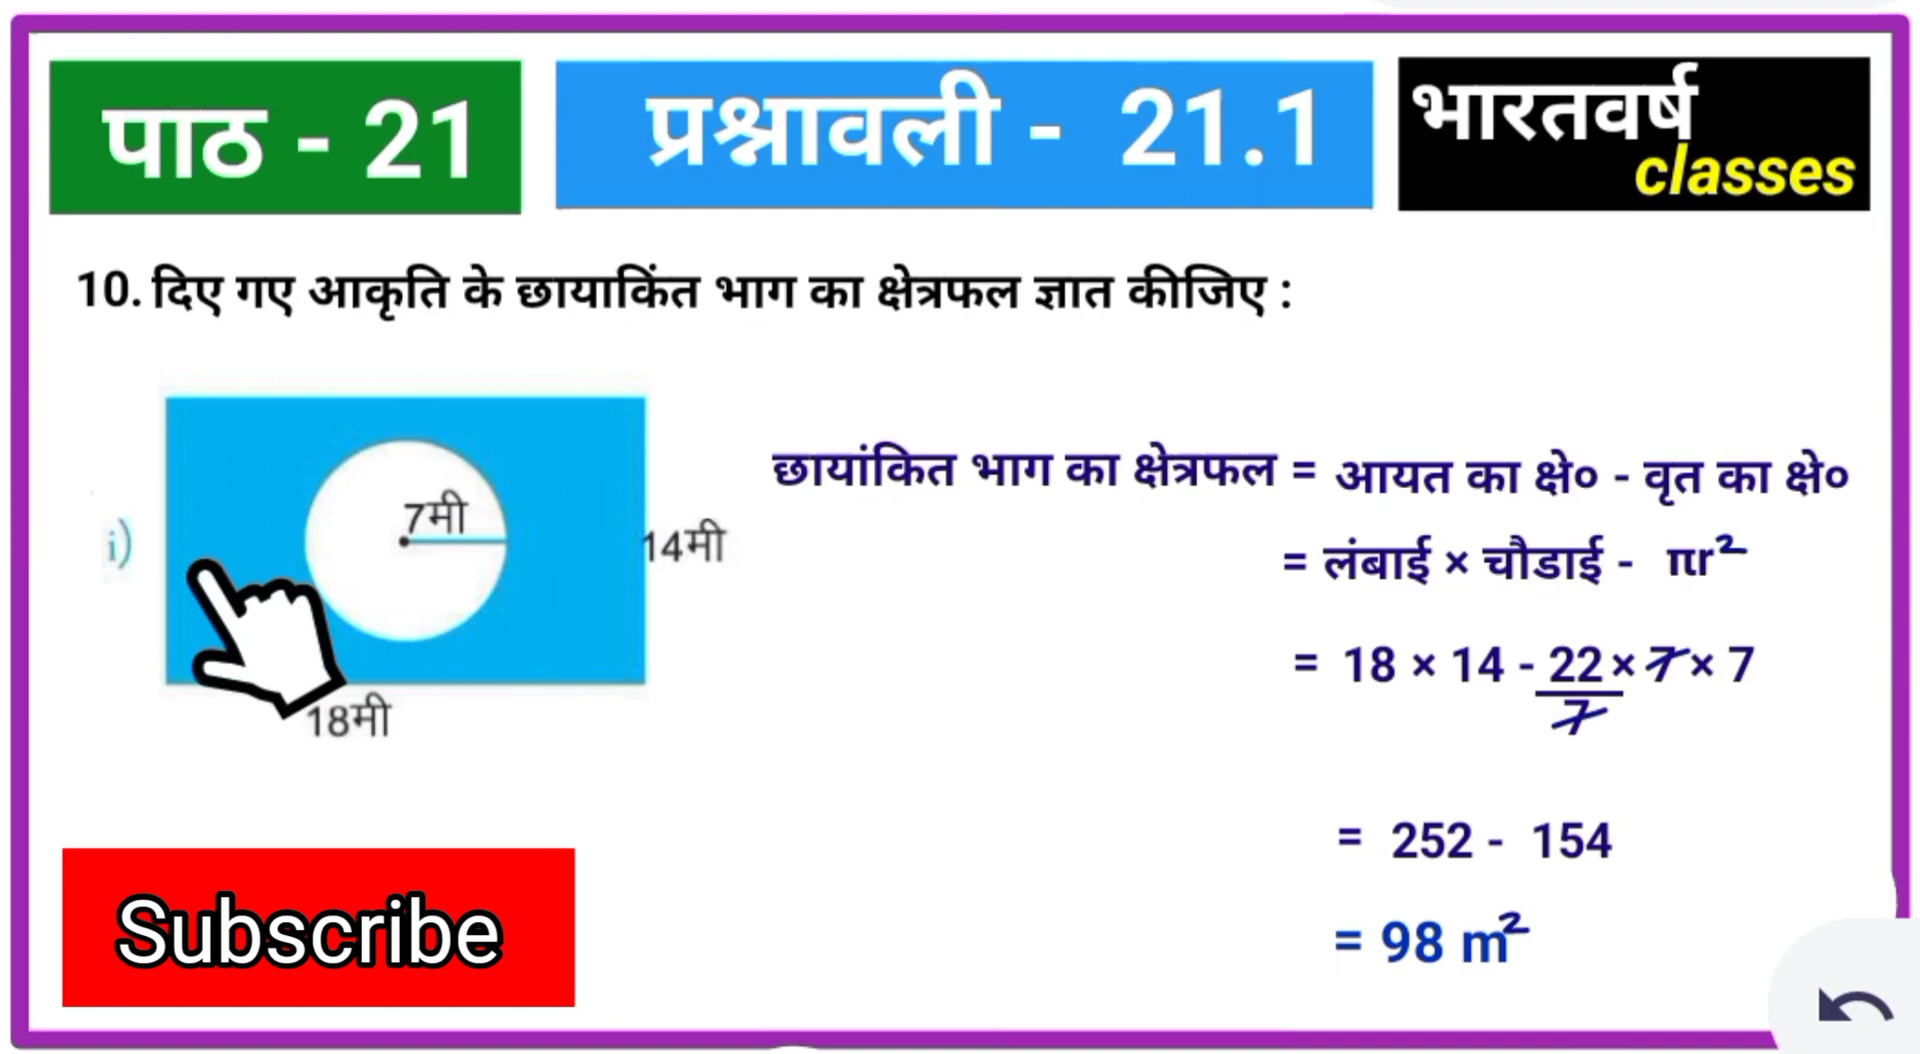 पाठ - 21
प्रश्नावली - 21.1
भारतवर्ष
classes
10. दिए गए आकृति के छायाकिंत भाग का क्षेत्रफल ज्ञात कीजिए :
i)
7मी
14मी
18मी
छायांकित भाग का क्षेत्रफल = आयत का क्षे० - वृत का क्षे०
= लंबाई × चौडाई - πr²
= 18 × 14 - 22/7 × 7 × 7
= 252 - 154
= 98 m²
Subscribe